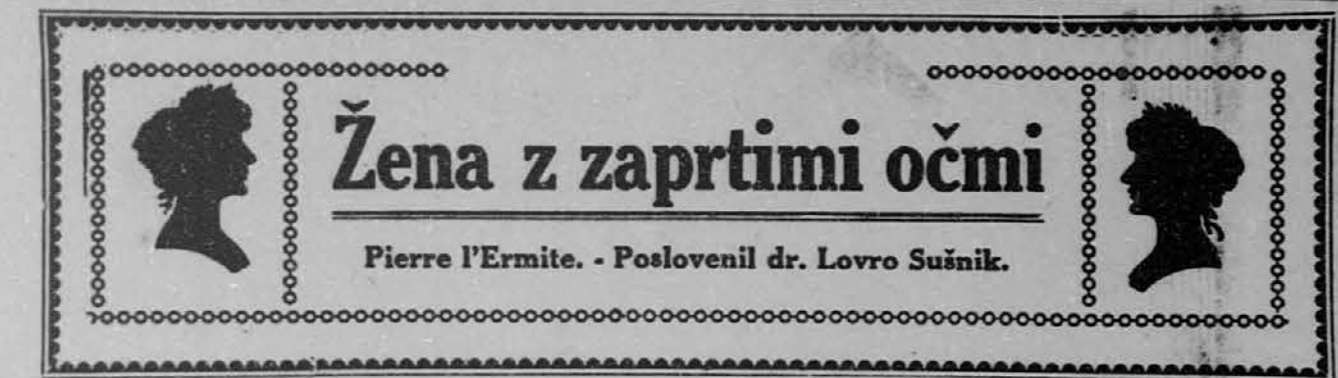 Žena z zaprtimi očmi
Pierre l'Ermite. - Poslovenil dr. Lovro Sušnik.